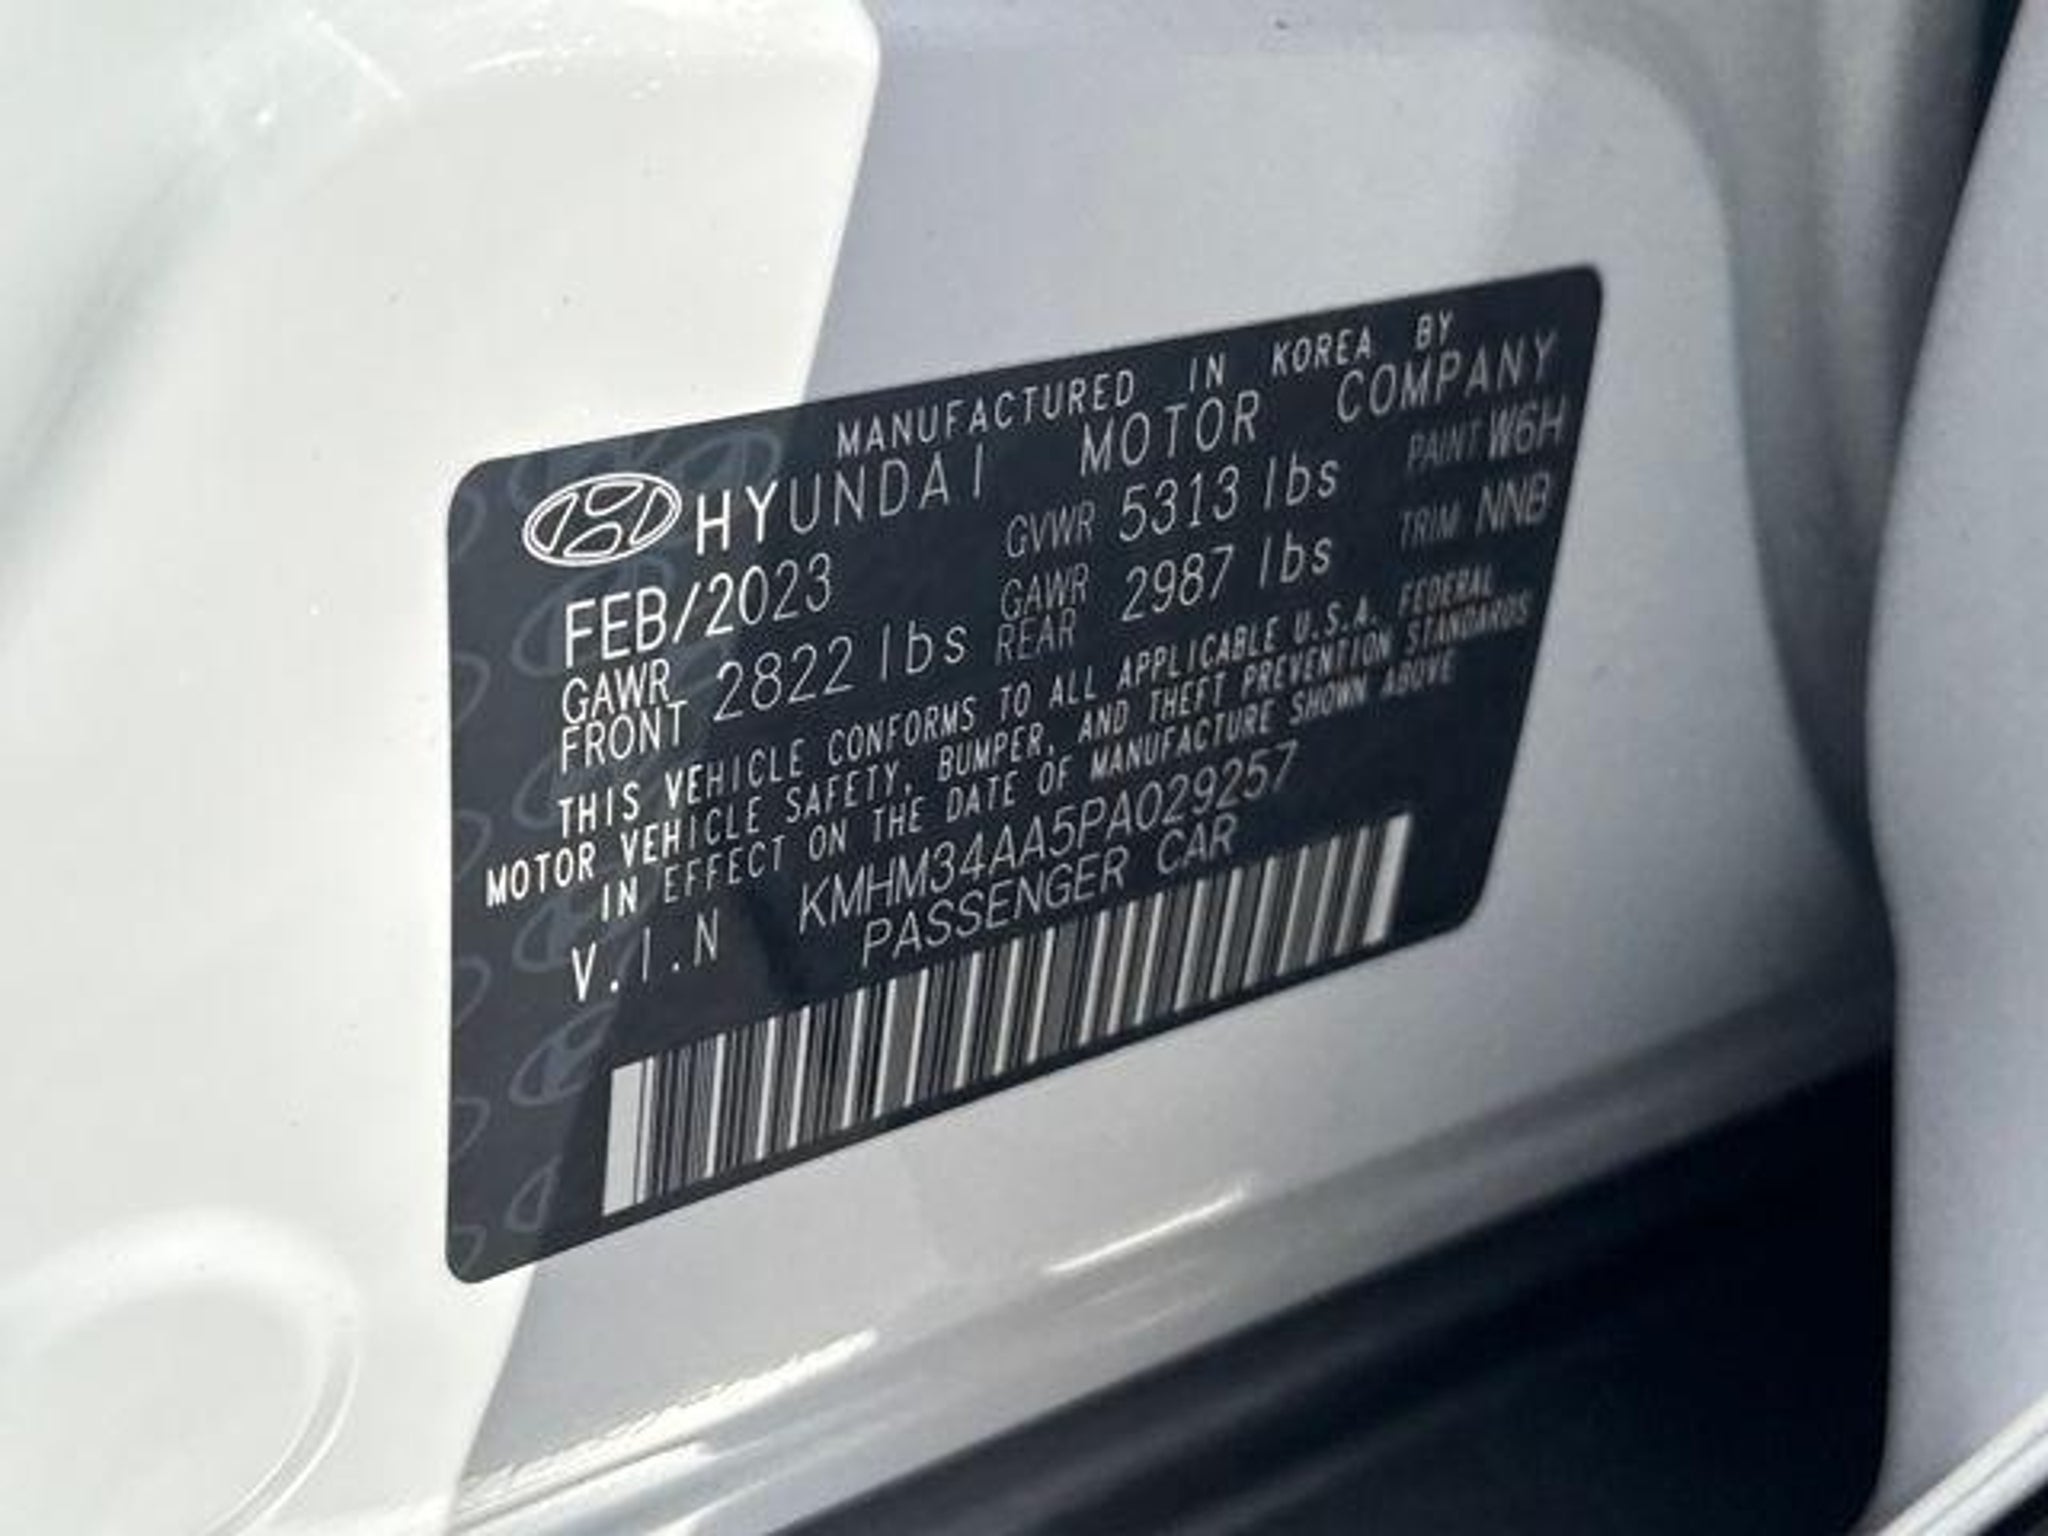 MANUFACTURED IN KOREA BY
HYUNDAI MOTOR COMPANY
FEB/2023 GVWR 5313 lbs PAINT W6H
GAWR FRONT 2822 lbs GAWR REAR 2987 lbs TRIM NNB
THIS VEHICLE CONFORMS TO ALL APPLICABLE U.S.A. FEDERAL
MOTOR VEHICLE SAFETY, BUMPER, AND THEFT PREVENTION STANDARDS
IN EFFECT ON THE DATE OF MANUFACTURE SHOWN ABOVE
V.I.N KMHM34AA5PA029257
PASSENGER CAR